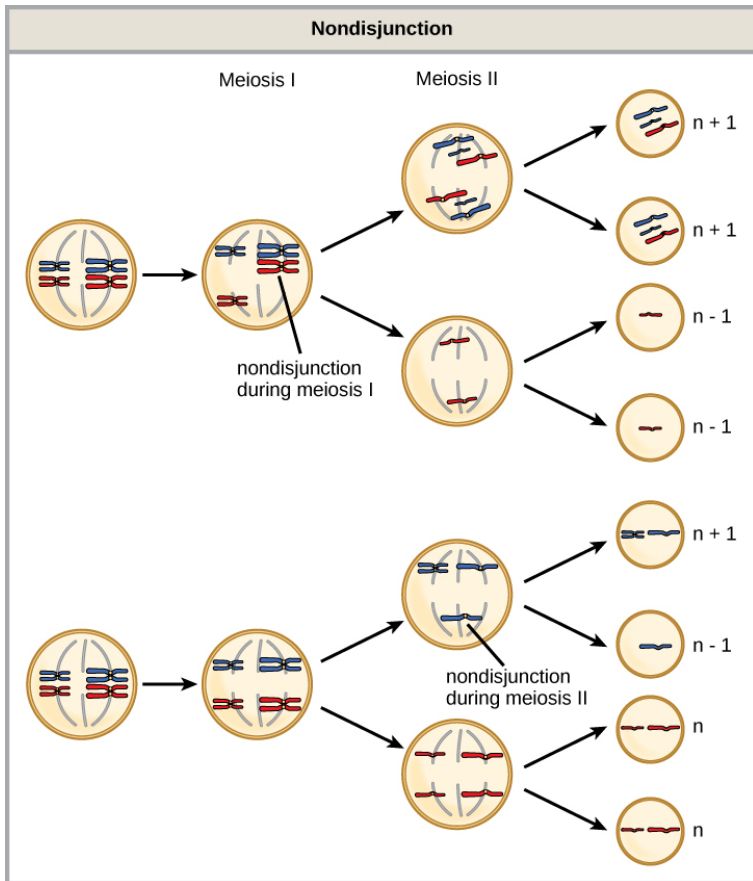 Nondisjunction
Meiosis I
Meiosis II
n + 1
n + 1
nondisjunction
during meiosis I
n - 1
n - 1
n + 1
nondisjunction
during meiosis II
n - 1
n
n